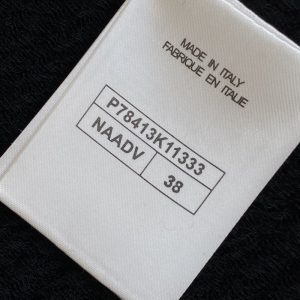 MADE IN ITALY
FABRIQUE EN ITALIE
P78413K11333
NAADV 38